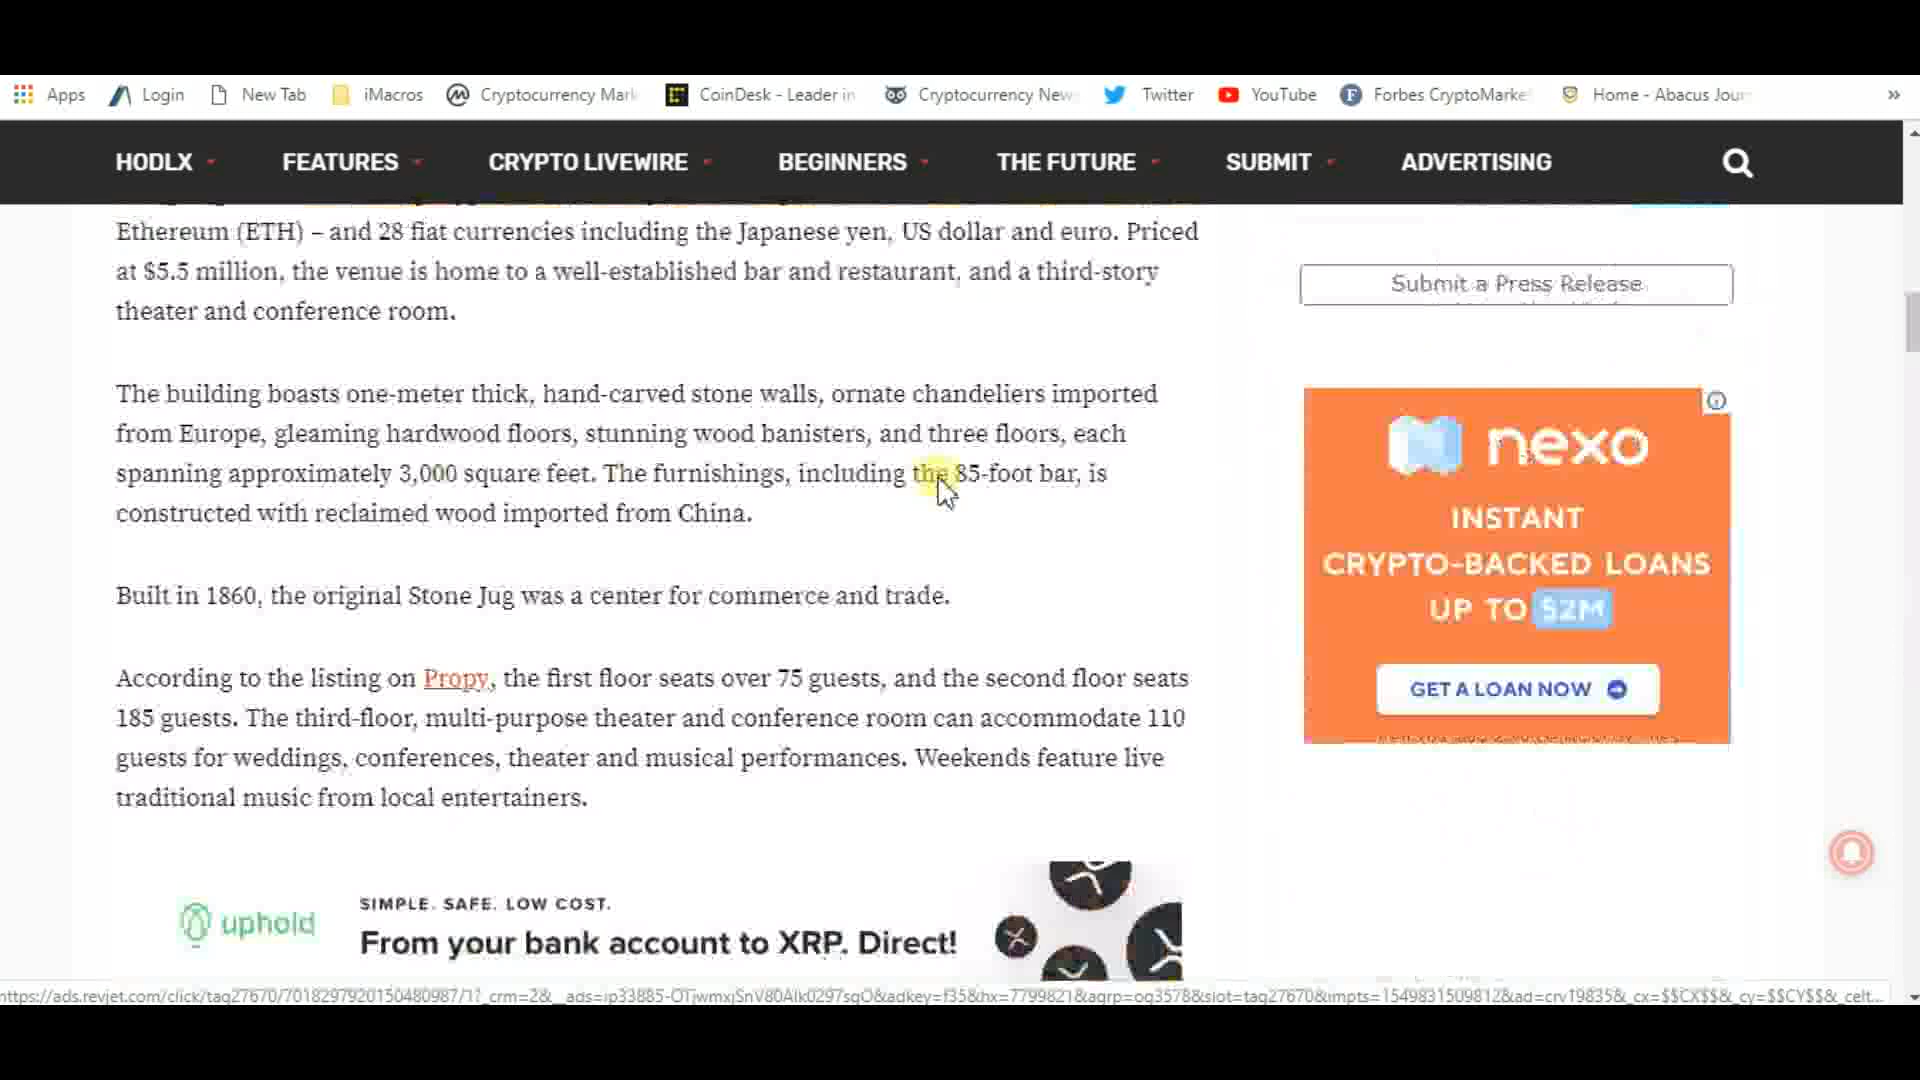 Apps Login New Tab iMacros Cryptocurrency Mark CoinDesk - Leader in Cryptocurrency New Twitter YouTube Forbes CryptoMarke Home - Abacus Jour »
HODLX FEATURES CRYPTO LIVEWIRE BEGINNERS THE FUTURE SUBMIT ADVERTISING
Ethereum (ETH) – and 28 fiat currencies including the Japanese yen, US dollar and euro. Priced
at $5.5 million, the venue is home to a well-established bar and restaurant, and a third-story
theater and conference room.
The building boasts one-meter thick, hand-carved stone walls, ornate chandeliers imported
from Europe, gleaming hardwood floors, stunning wood banisters, and three floors, each
spanning approximately 3,000 square feet. The furnishings, including the 85-foot bar, is
constructed with reclaimed wood imported from China.
Built in 1860, the original Stone Jug was a center for commerce and trade.
According to the listing on Propy, the first floor seats over 75 guests, and the second floor seats
185 guests. The third-floor, multi-purpose theater and conference room can accommodate 110
guests for weddings, conferences, theater and musical performances. Weekends feature live
traditional music from local entertainers.
uphold
SIMPLE. SAFE. LOW COST.
From your bank account to XRP. Direct!
Submit a Press Release
nexo
INSTANT
CRYPTO-BACKED LOANS
UP TO $2M
GET A LOAN NOW